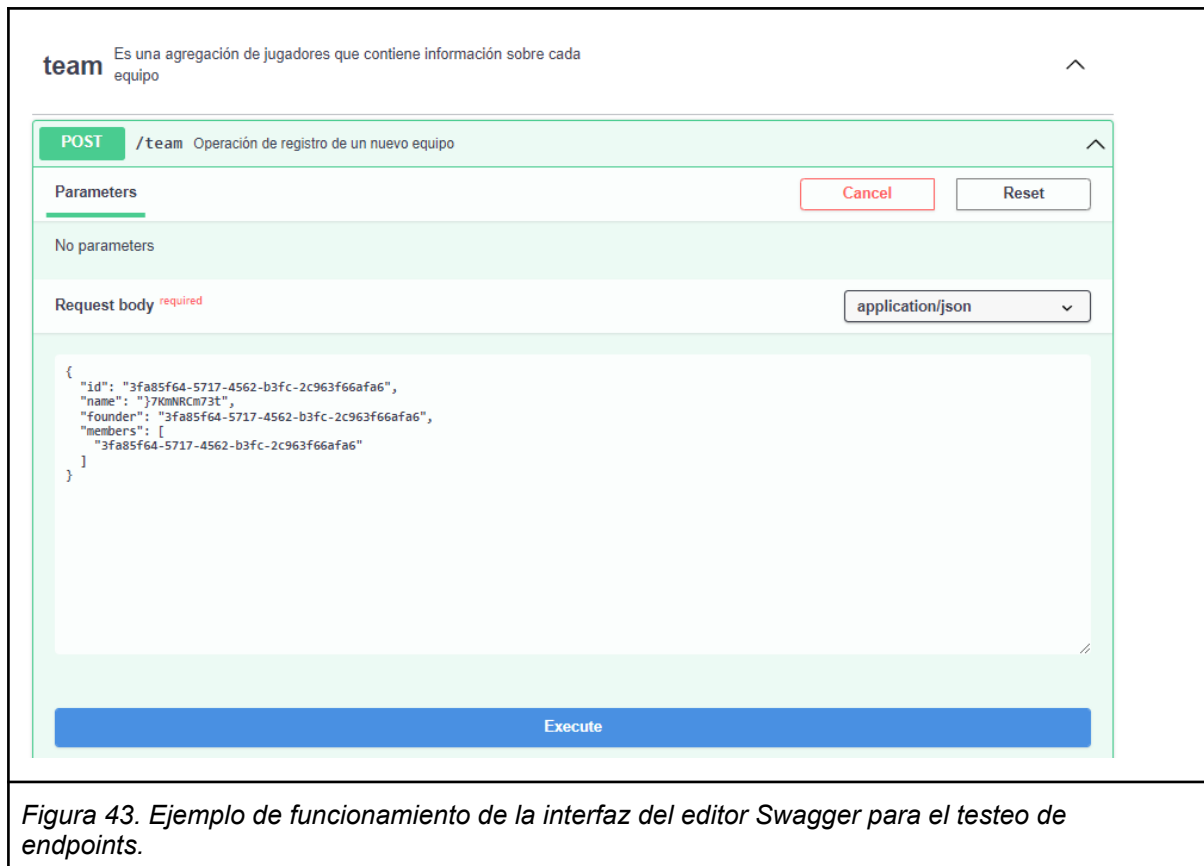 team Es una agregación de jugadores que contiene información sobre cada
equipo
POST /team Operación de registro de un nuevo equipo
Parameters Cancel Reset
No parameters
Request body required application/json
{
"id": "3fa85f64-5717-4562-b3fc-2c963f66afa6",
"name": "}7KmNRCm73t",
"founder": "3fa85f64-5717-4562-b3fc-2c963f66afa6",
"members": [
"3fa85f64-5717-4562-b3fc-2c963f66afa6"
]
}
Execute
Figura 43. Ejemplo de funcionamiento de la interfaz del editor Swagger para el testeo de
endpoints.